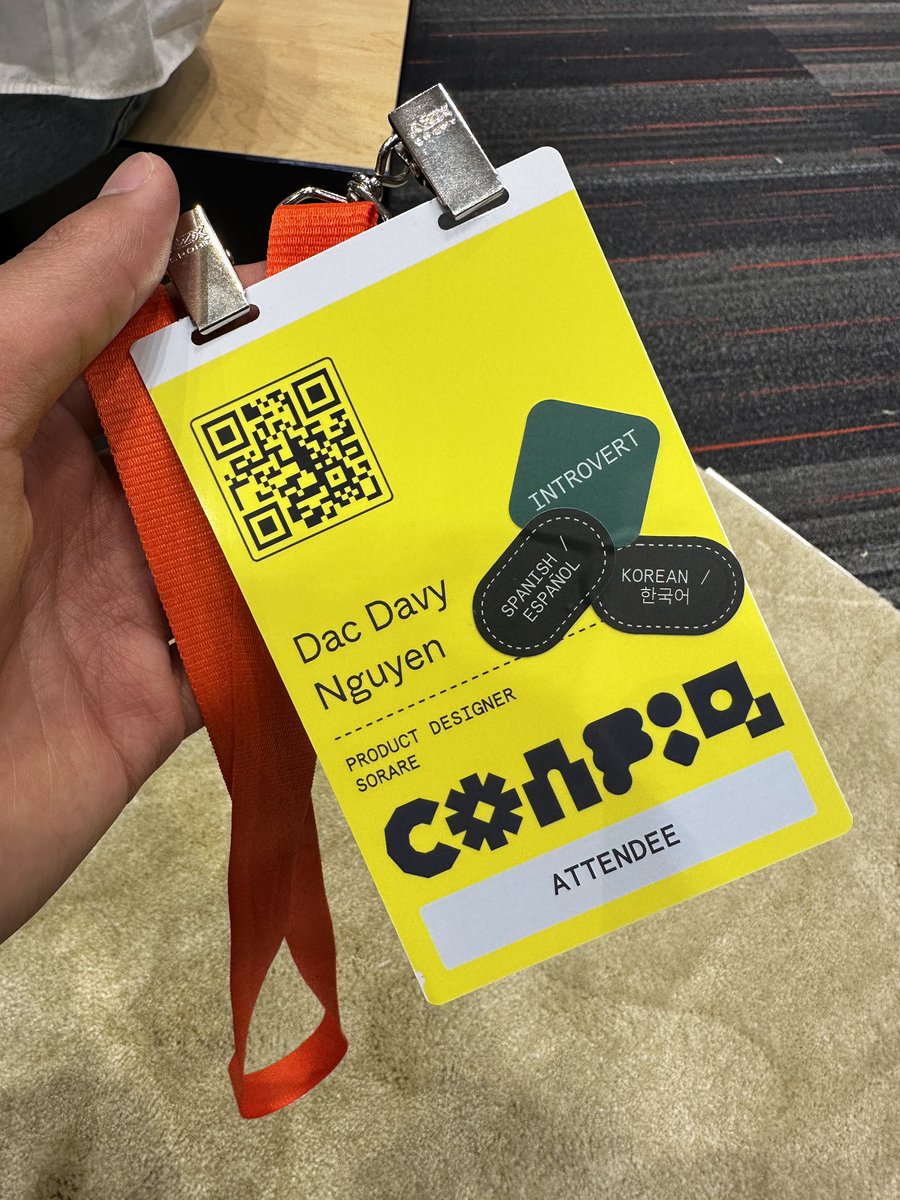 INTROVERT
SPANISH /
ESPAÑOL
KOREAN /
한국어
Dac Davy
Nguyen
PRODUCT DESIGNER
SORARE
CONFIG
ATTENDEE